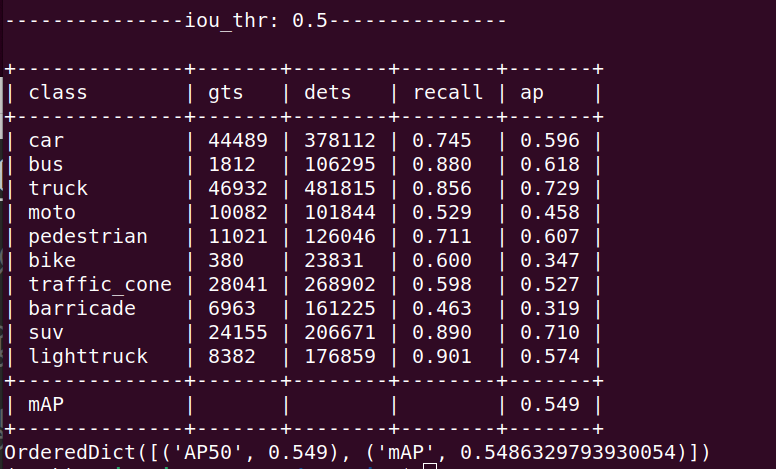 ---------------iou_thr: 0.5---------------
+--------------+-------+--------+--------+-------+
| class        | gts   | dets   | recall | ap    |
+--------------+-------+--------+--------+-------+
| car          | 44489 | 378112 | 0.745  | 0.596 |
| bus          | 1812  | 106295 | 0.880  | 0.618 |
| truck        | 46932 | 481815 | 0.856  | 0.729 |
| moto         | 10082 | 101844 | 0.529  | 0.458 |
| pedestrian   | 11021 | 126046 | 0.711  | 0.607 |
| bike         | 380   | 23831  | 0.600  | 0.347 |
| traffic_cone | 28041 | 268902 | 0.598  | 0.527 |
| barricade    | 6963  | 161225 | 0.463  | 0.319 |
| suv          | 24155 | 206671 | 0.890  | 0.710 |
| lighttruck   | 8382  | 176859 | 0.901  | 0.574 |
+--------------+-------+--------+--------+-------+
| mAP          |       |        |        | 0.549 |
+--------------+-------+--------+--------+-------+
OrderedDict([('AP50', 0.549), ('mAP', 0.5486329793930054)])